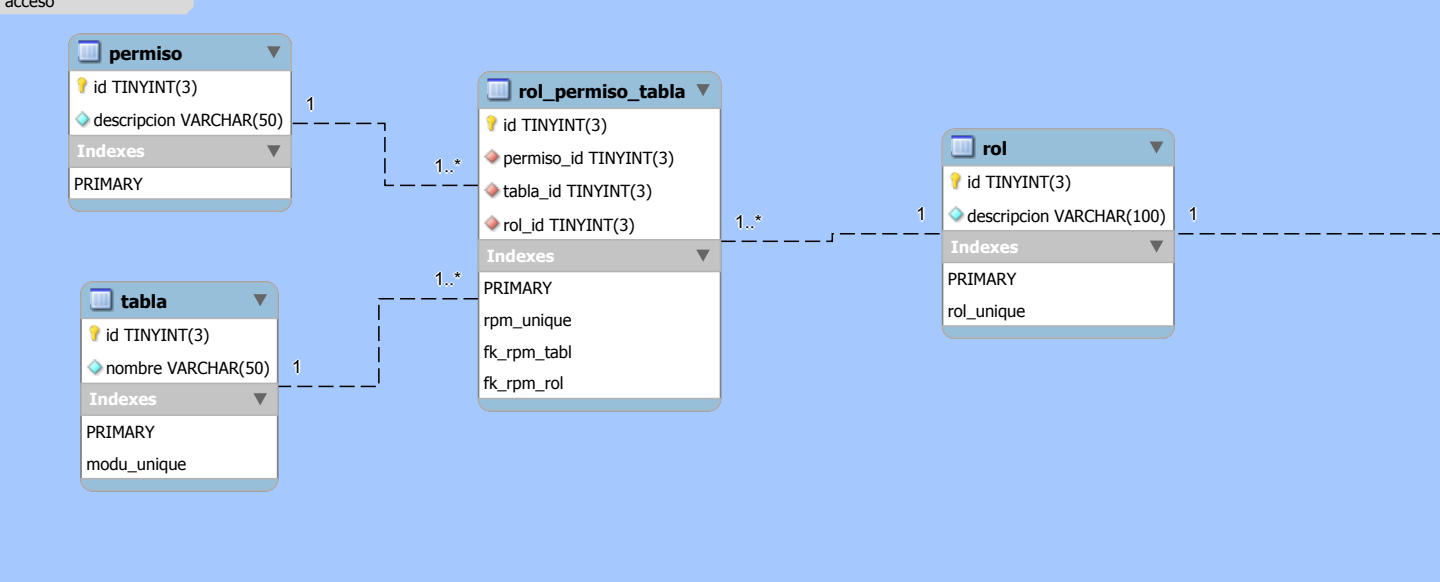 acceso
permiso
id TINYINT(3)
descripcion VARCHAR(50)
Indexes
PRIMARY
1
1..*
tabla
id TINYINT(3)
nombre VARCHAR(50)
Indexes
PRIMARY
modu_unique
1
1..*
rol_permiso_tabla
id TINYINT(3)
permiso_id TINYINT(3)
tabla_id TINYINT(3)
rol_id TINYINT(3)
Indexes
PRIMARY
rpm_unique
fk_rpm_tabl
fk_rpm_rol
1..*
1
rol
id TINYINT(3)
descripcion VARCHAR(100)
Indexes
PRIMARY
rol_unique
1